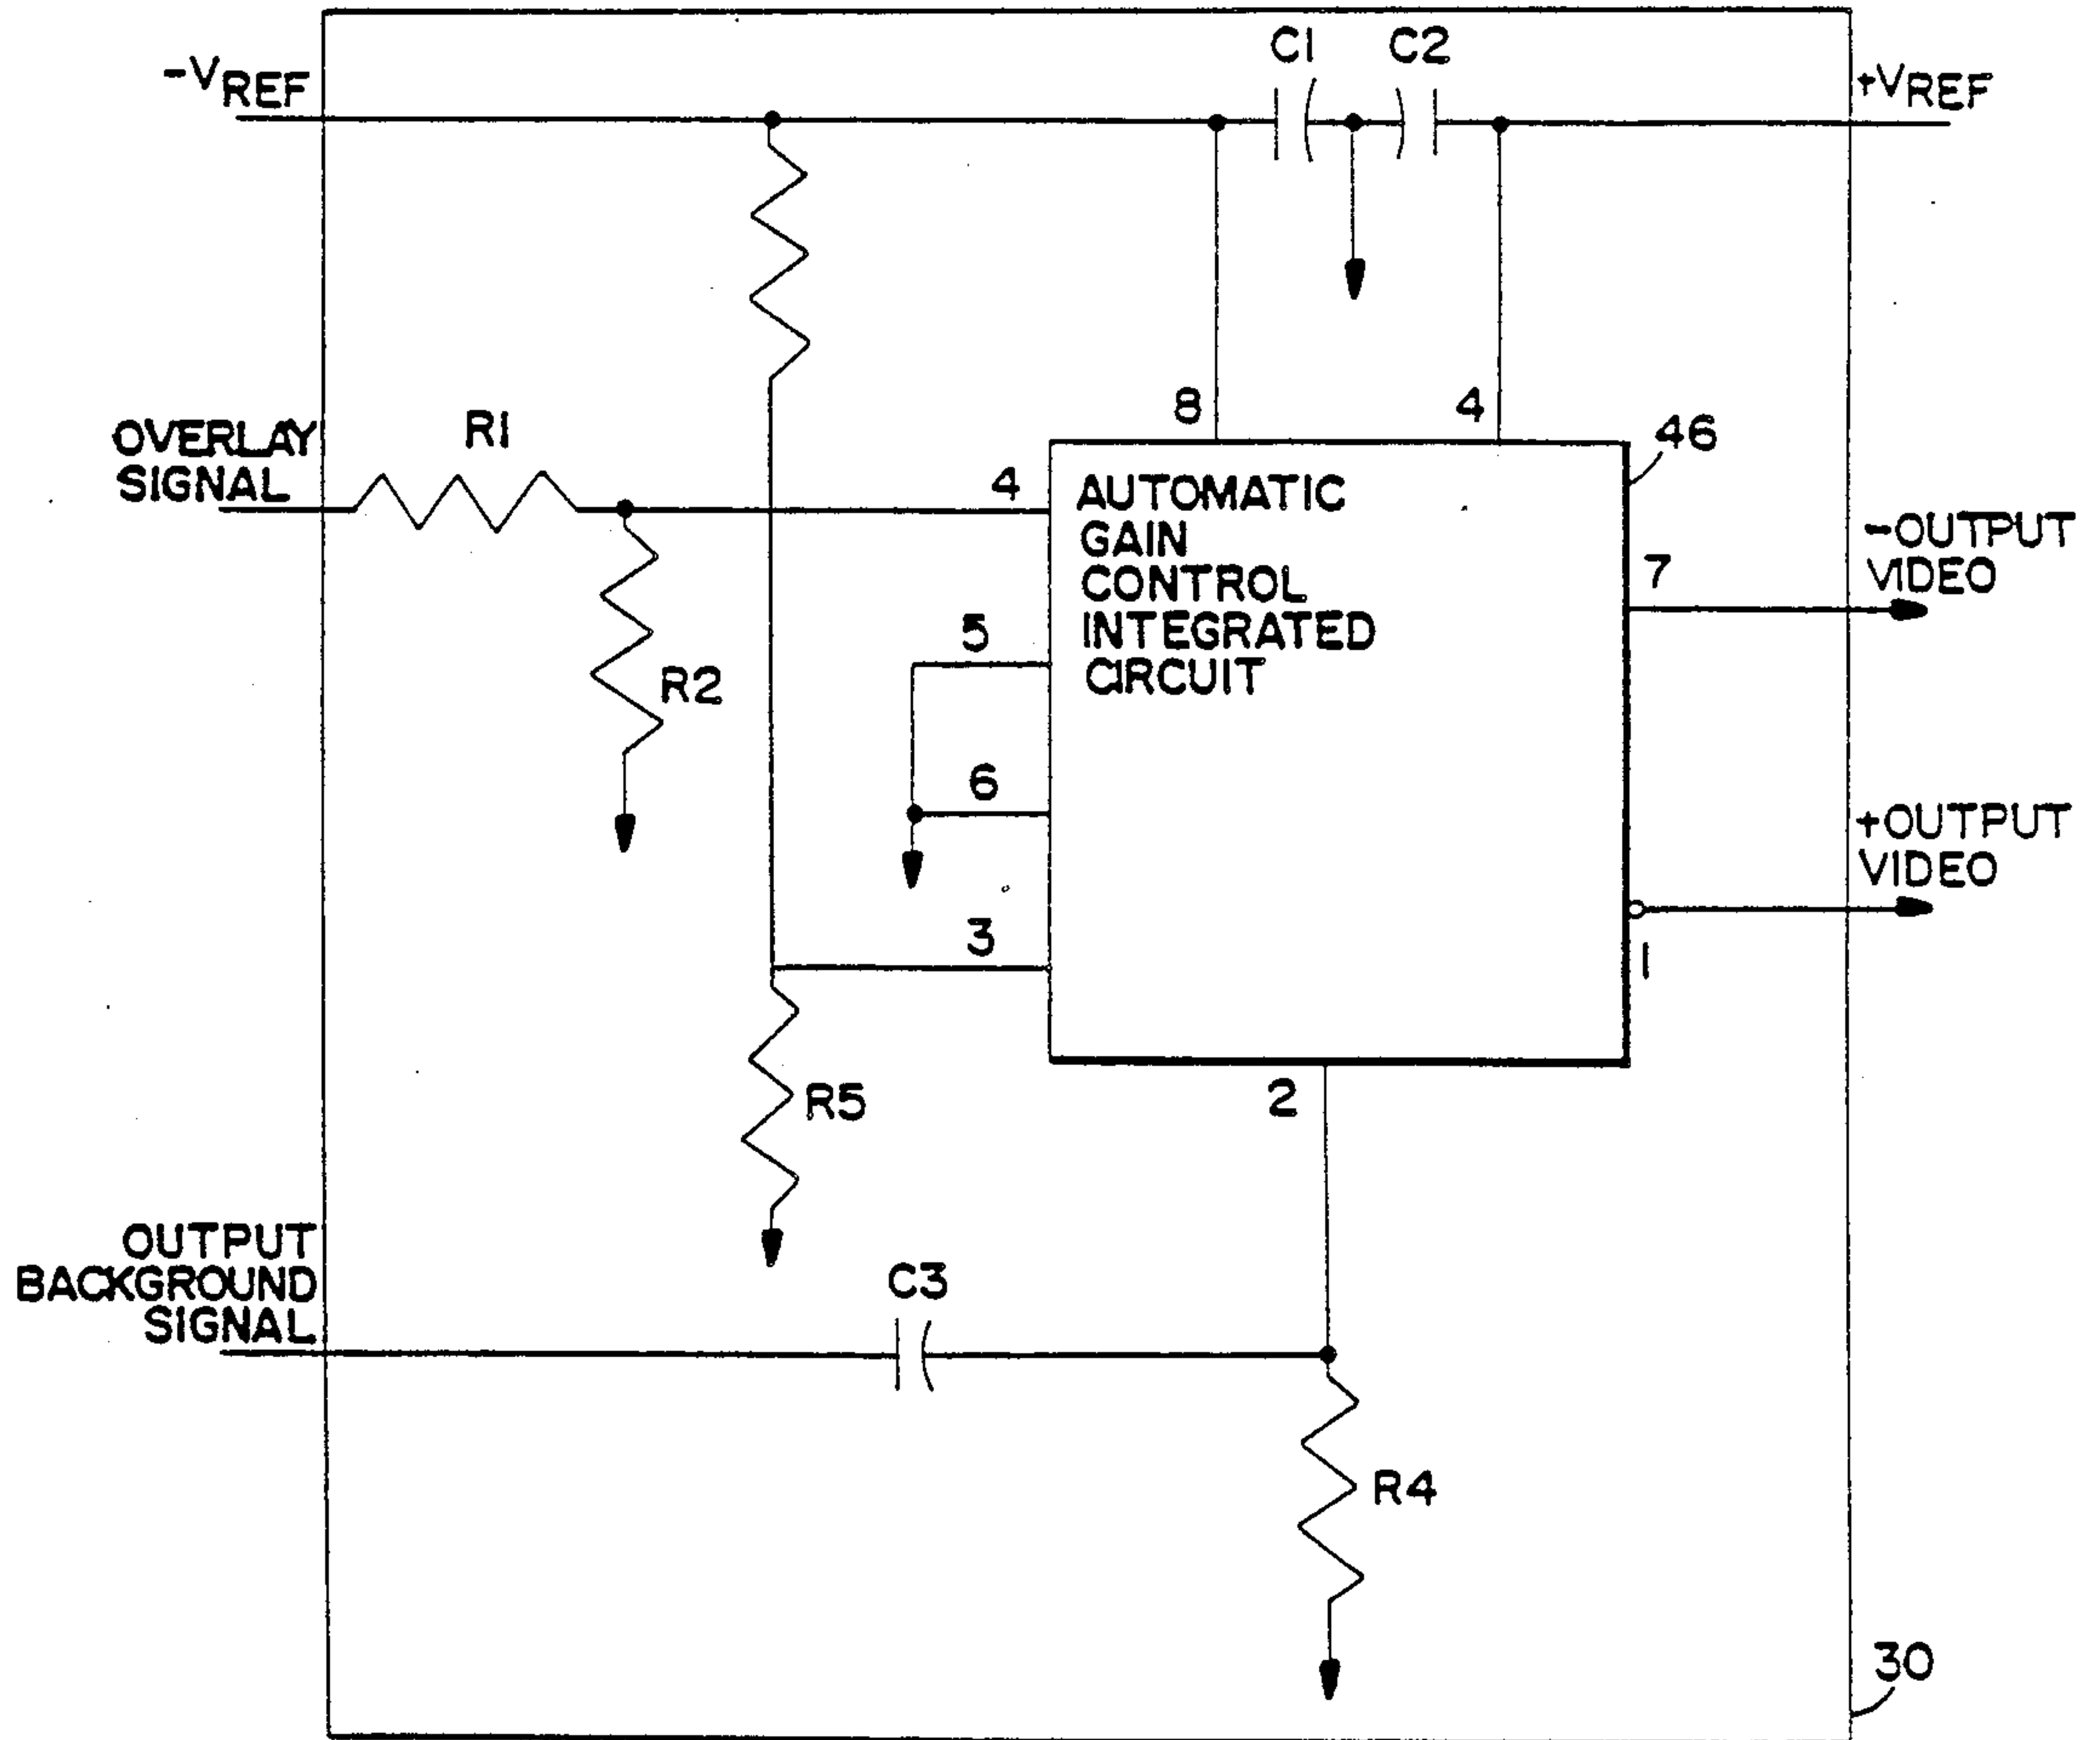 C1 C2
-VREF
+VREF
8 4
46
OVERLAY
SIGNAL
R1
4
AUTOMATIC
GAIN
CONTROL
INTEGRATED
CIRCUIT
-OUTPUT
VIDEO
7
5
R2
6
+OUTPUT
VIDEO
3
1
R5
2
OUTPUT
BACKGROUND
SIGNAL
C3
R4
30